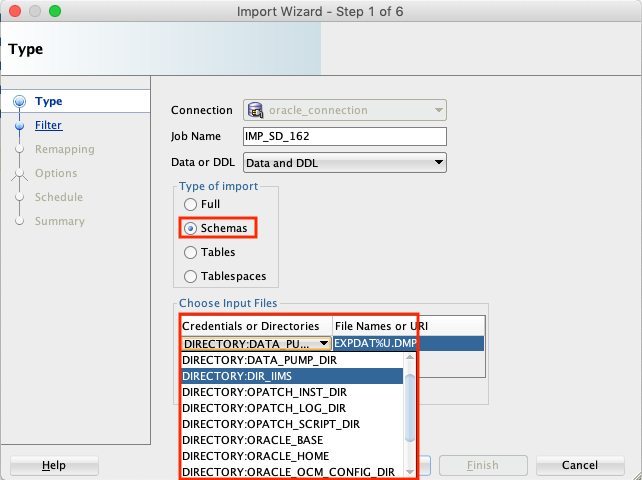 Import Wizard - Step 1 of 6
Type
Type
Filter
Remapping
Options
Schedule
Summary
Connection oracle_connection
Job Name IMP_SD_162
Data or DDL Data and DDL
Type of import
Full
Schemas
Tables
Tablespaces
Choose Input Files
Credentials or Directories File Names or URI
DIRECTORY:DATA_PU... EXPDAT%U.DMP
DIRECTORY:DATA_PUMP_DIR
DIRECTORY:DIR_IIMS
DIRECTORY:OPATCH_INST_DIR
DIRECTORY:OPATCH_LOG_DIR
DIRECTORY:OPATCH_SCRIPT_DIR
DIRECTORY:ORACLE_BASE
DIRECTORY:ORACLE_HOME
DIRECTORY:ORACLE_OCM_CONFIG_DIR
Help Finish Cancel